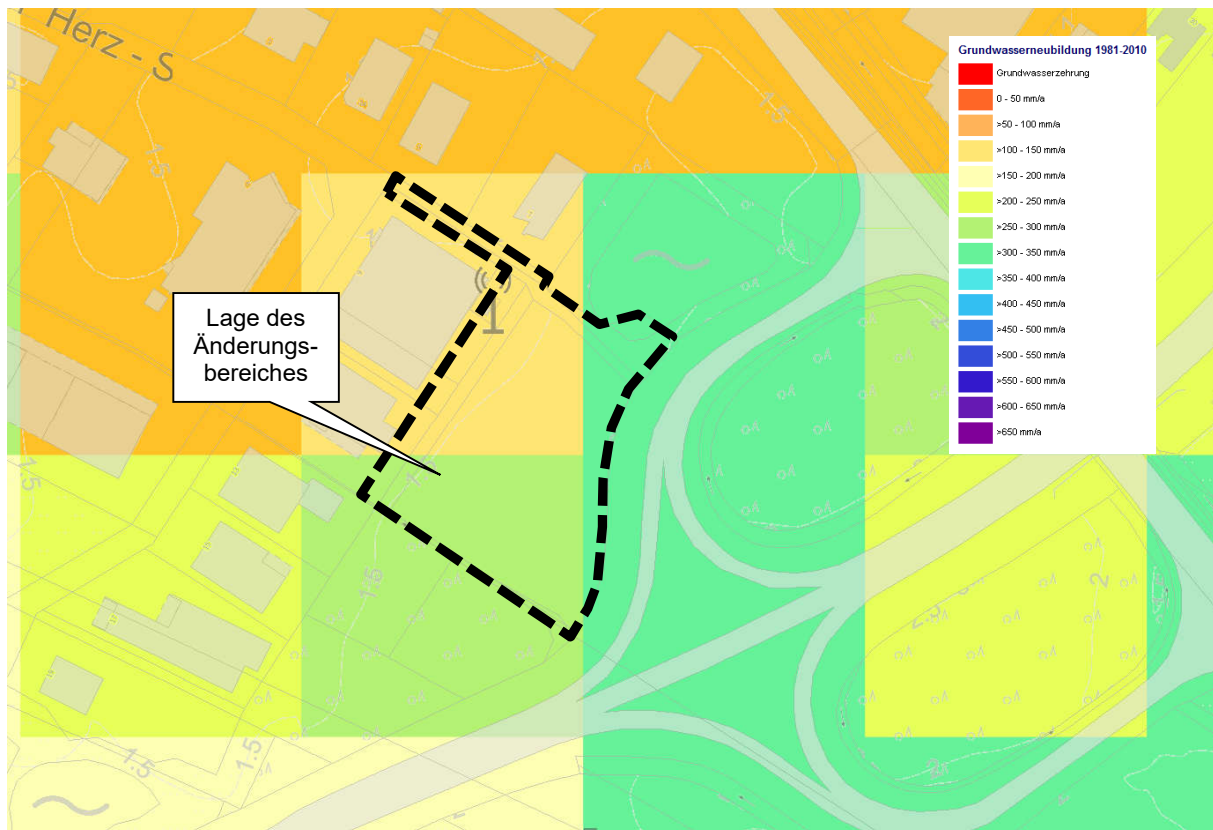 Herz - S
Grundwasserneubildung 1981-2010
Grundwasserzehrung
0 - 50 mm/a
>50 - 100 mm/a
>100 - 150 mm/a
>150 - 200 mm/a
>200 - 250 mm/a
>250 - 300 mm/a
>300 - 350 mm/a
>350 - 400 mm/a
>400 - 450 mm/a
>450 - 500 mm/a
>500 - 550 mm/a
>550 - 600 mm/a
>600 - 650 mm/a
>650 mm/a
1.5
1.5
1
Lage des
Änderungs-
bereiches
1.5
1.5
2
1.5
1.5
2